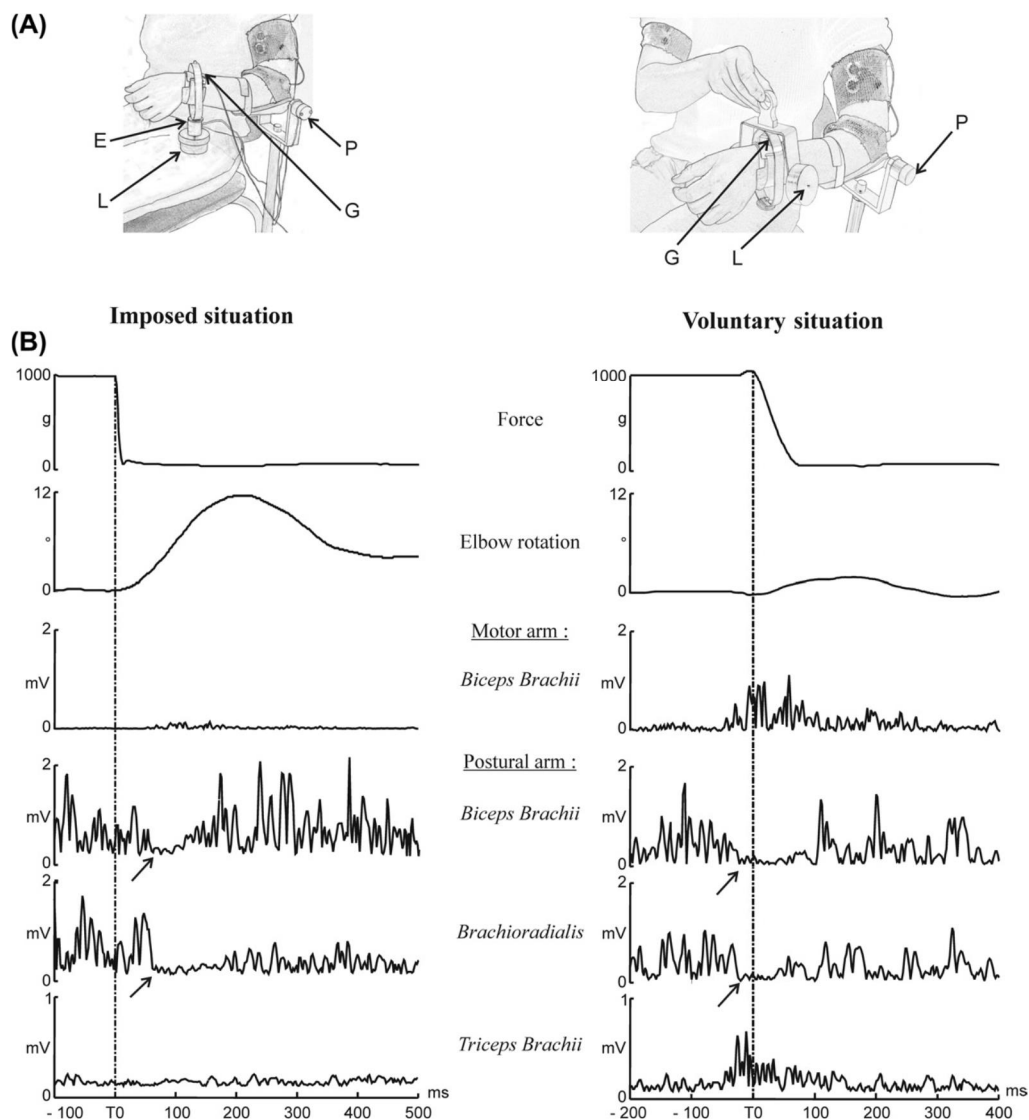 (A)
E
L
P
G
P
G
L
Imposed situation
Voluntary situation
(B)
1000
g
0
Force
1000
g
0
12
°
0
Elbow rotation
12
°
0
Motor arm :
2
mV
0
Biceps Brachii
2
mV
0
Postural arm :
2
mV
0
Biceps Brachii
2
mV
0
2
mV
0
Brachioradialis
2
mV
0
1
mV
0
Triceps Brachii
1
mV
0
- 100 T0 100 200 300 400 500 ms
- 200 - 100 T0 100 200 300 400 ms